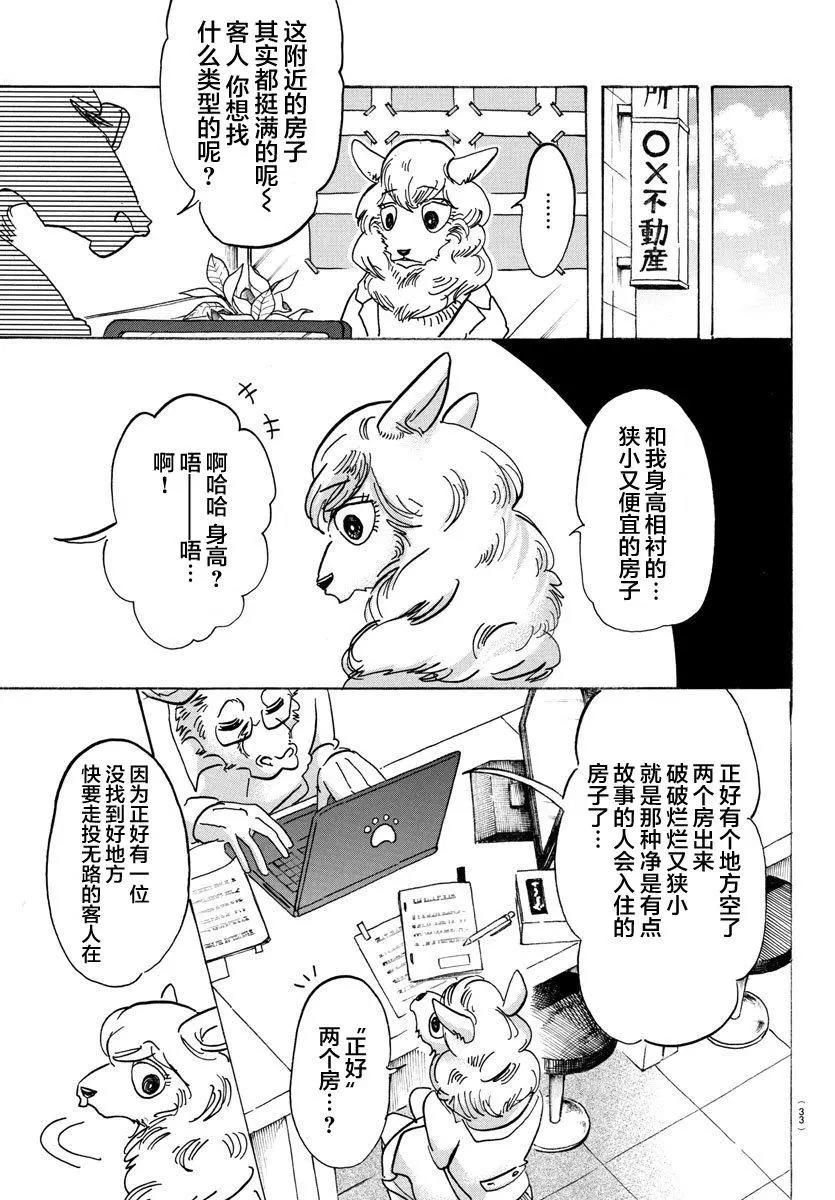 所
〇×不動産
……
这附近的房子
其实都挺满的呢～
客人 你想找
什么类型的呢？
和我身高相衬的…
狭小又便宜的房子
啊哈哈 身高？
唔——唔…
啊！
正好有个地方空了
两个房出来
破破烂烂又狭小
就是那种净是有点
故事的人会入住的
房子了…
“正好”
两个房…？
因为正好有一位
没找到好地方
快要走投无路的客人在
（33）